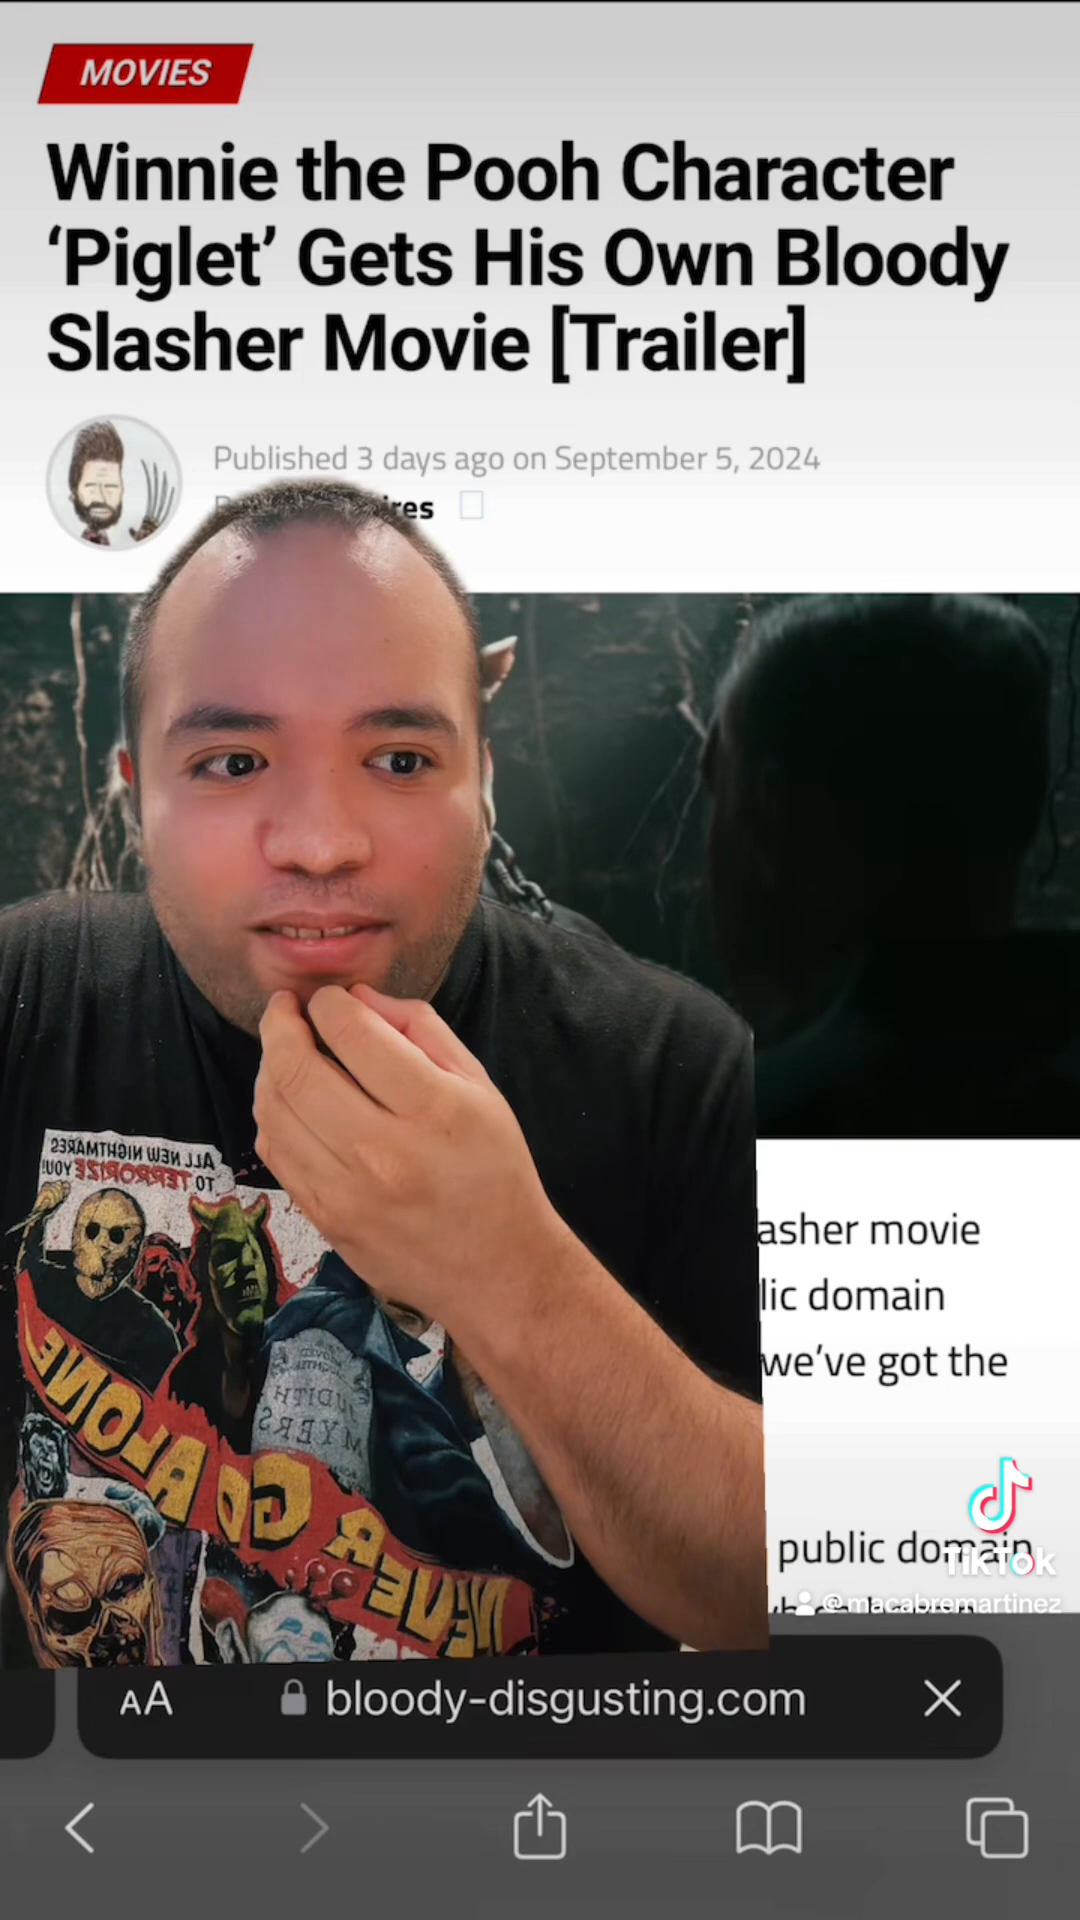 MOVIES
Winnie the Pooh Character
‘Piglet’ Gets His Own Bloody
Slasher Movie [Trailer]
Published 3 days ago on September 5, 2024
ALL NEW NIGHTMARES
TO TERRORIZE YOU!
JUDITH
MYERS
NEVER GO ALONE
asher movie
lic domain
we’ve got the
public domain
TikTok
@macabremartinez
AA
bloody-disgusting.com